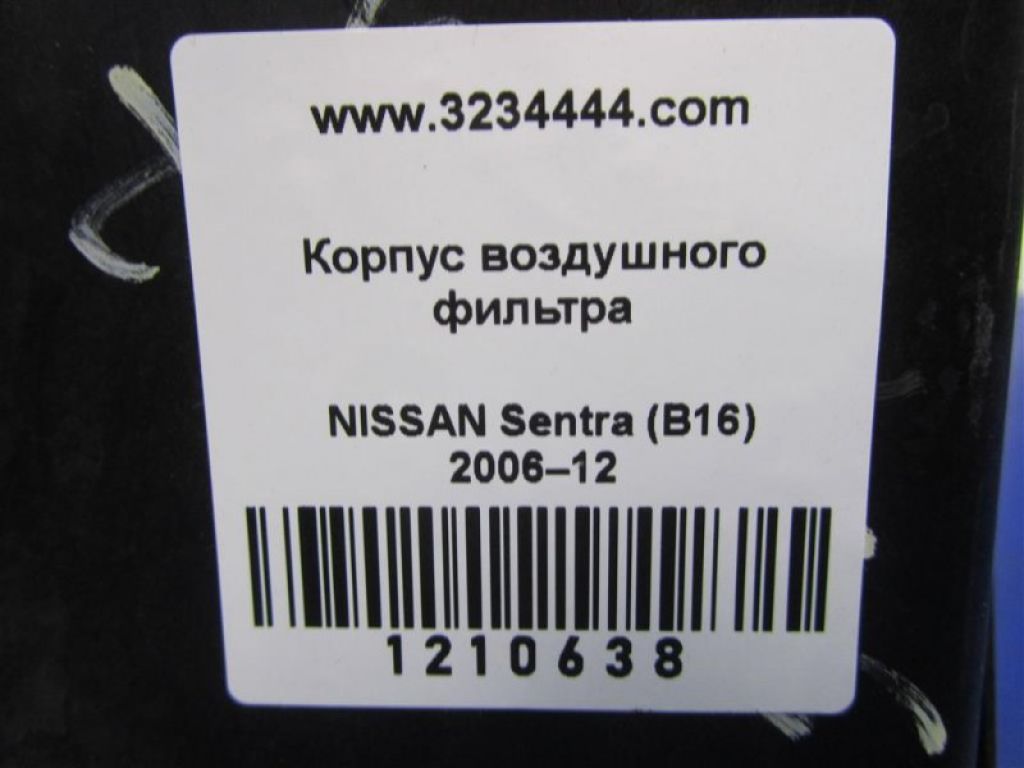 www.3234444.com
Корпус воздушного
фильтра
NISSAN Sentra (B16)
2006–12
1210638